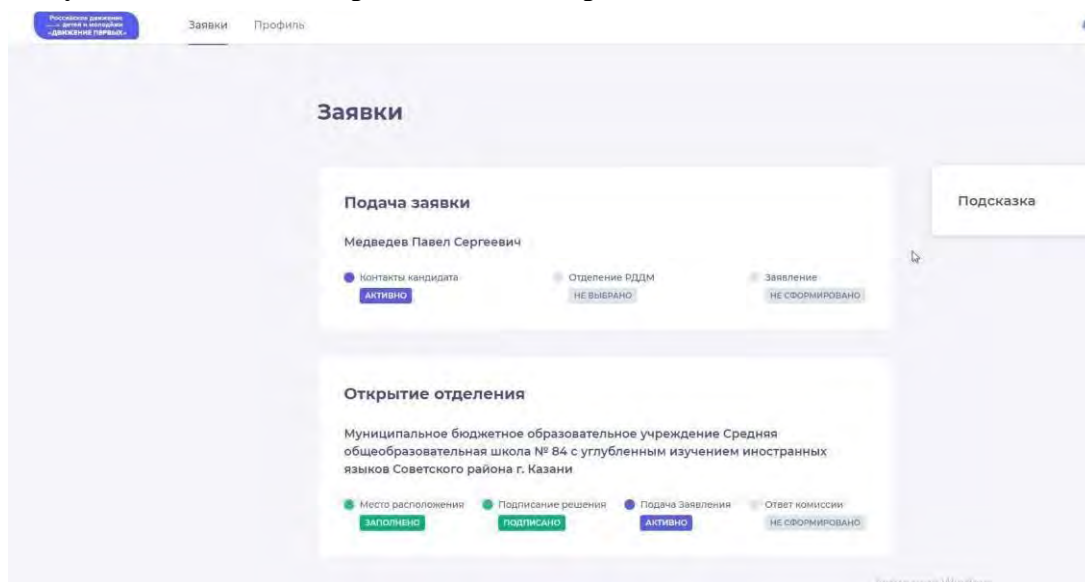 Российское движение
детей и молодёжи
«ДВИЖЕНИЕ ПЕРВЫХ»
Заявки Профиль
Заявки
Подача заявки
Подсказка
Медведев Павел Сергеевич
Контакты кандидата Отделение РДДМ Заявление
АКТИВНО НЕ ВЫБРАНО НЕ СФОРМИРОВАНО
Открытие отделения
Муниципальное бюджетное образовательное учреждение Средняя
общеобразовательная школа № 84 с углубленным изучением иностранных
языков Советского района г. Казани
Место расположения Подписание решения Подача Заявления Ответ комиссии
ЗАПОЛНЕНО ПОДПИСАНО АКТИВНО НЕ СФОРМИРОВАНО